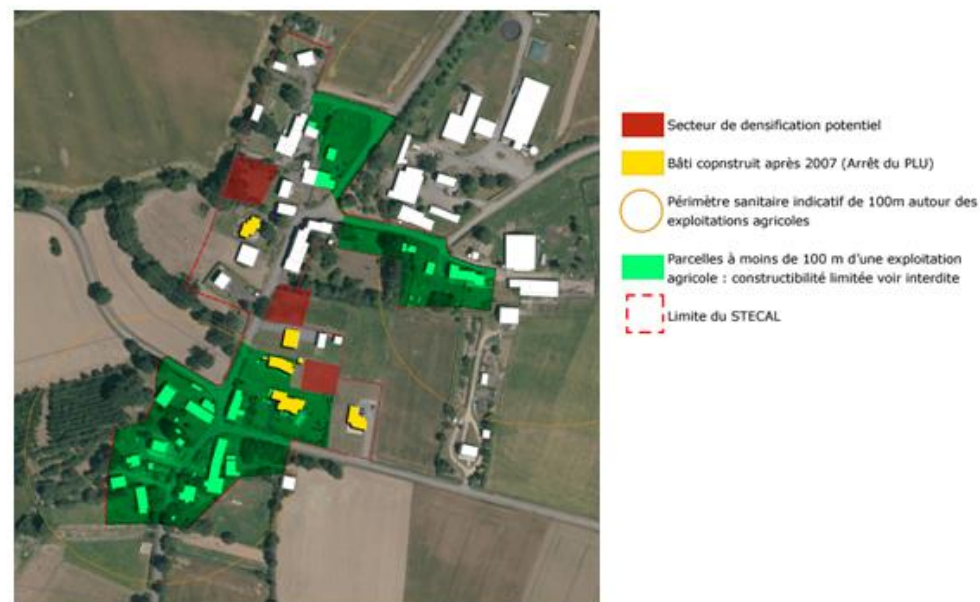 Secteur de densification potentiel
Bâti copnstruit après 2007 (Arrêt du PLU)
Périmètre sanitaire indicatif de 100m autour des
exploitations agricoles
Parcelles à moins de 100 m d'une exploitation
agricole : constructibilité limitée voir interdite
Limite du STECAL